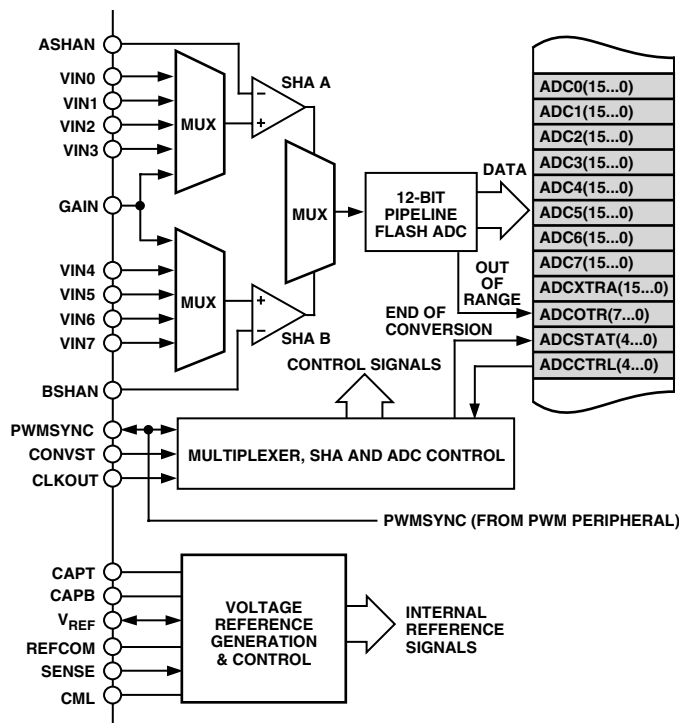 ASHAN
VIN0
VIN1
VIN2
VIN3
GAIN
VIN4
VIN5
VIN6
VIN7
BSHAN
PWMSYNC
CONVST
CLKOUT
CAPT
CAPB
VREF
REFCOM
SENSE
CML
MUX
MUX
SHA A
SHA B
MUX
12-BIT
PIPELINE
FLASH ADC
DATA
OUT
OF
RANGE
END OF
CONVERSION
CONTROL SIGNALS
MULTIPLEXER, SHA AND ADC CONTROL
PWMSYNC (FROM PWM PERIPHERAL)
VOLTAGE
REFERENCE
GENERATION
& CONTROL
INTERNAL
REFERENCE
SIGNALS
ADC0(15...0)
ADC1(15...0)
ADC2(15...0)
ADC3(15...0)
ADC4(15...0)
ADC5(15...0)
ADC6(15...0)
ADC7(15...0)
ADCXTRA(15...0)
ADCOTR(7...0)
ADCSTAT(4...0)
ADCCTRL(4...0)